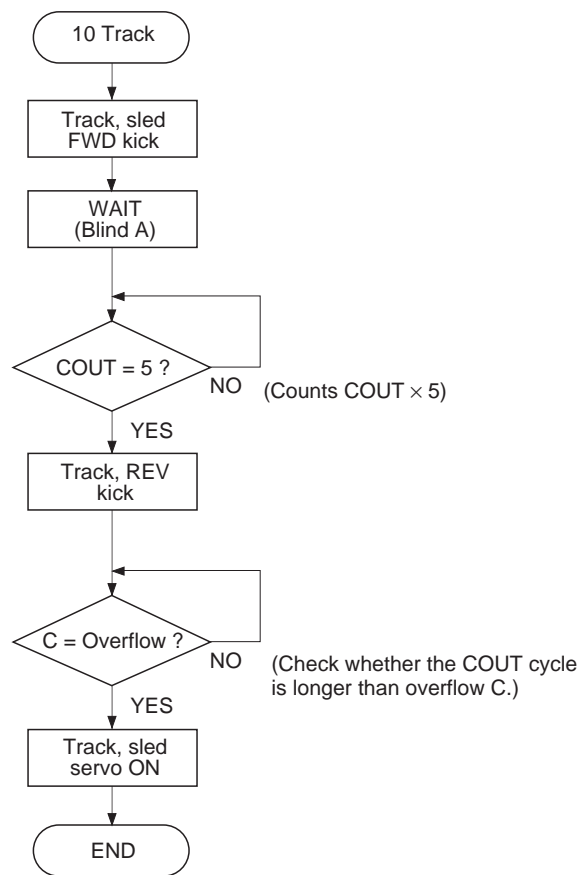 10 Track
Track, sled
FWD kick
WAIT
(Blind A)
COUT = 5 ?
NO
(Counts COUT × 5)
YES
Track, REV
kick
C = Overflow ?
NO
(Check whether the COUT cycle
is longer than overflow C.)
YES
Track, sled
servo ON
END